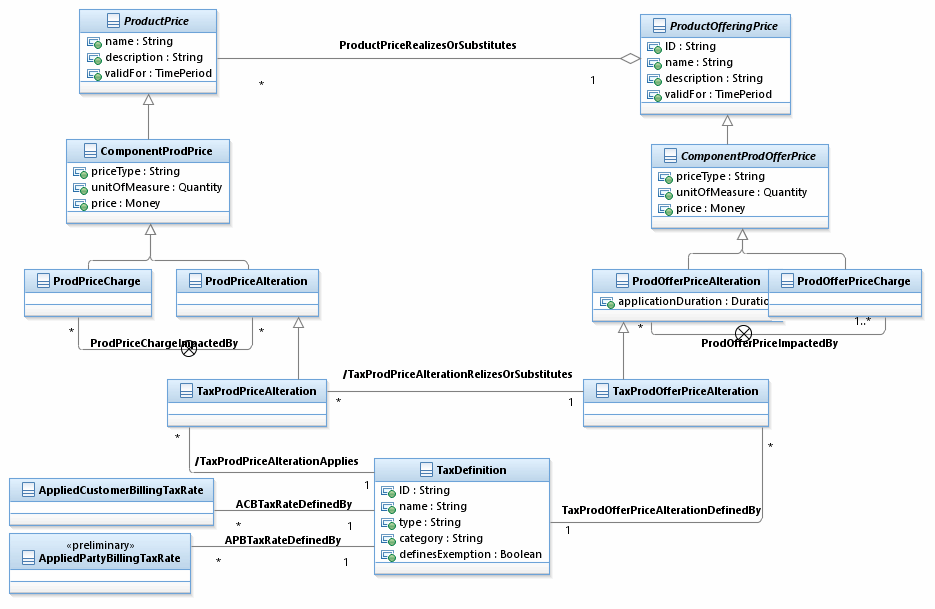 ProductPrice
name : String
description : String
validFor : TimePeriod
ProductPriceRealizesOrSubstitutes
*
1
ProductOfferingPrice
ID : String
name : String
description : String
validFor : TimePeriod
ComponentProdPrice
priceType : String
unitOfMeasure : Quantity
price : Money
ComponentProdOfferPrice
priceType : String
unitOfMeasure : Quantity
price : Money
ProdPriceCharge
ProdPriceAlteration
*
*
ProdPriceChargeImpactedBy
ProdOfferPriceAlteration
applicationDuration : Duratio
ProdOfferPriceCharge
*
1..*
ProdOfferPriceImpactedBy
TaxProdPriceAlteration
/TaxProdPriceAlterationRelizesOrSubstitutes
*
1
TaxProdOfferPriceAlteration
*
/TaxProdPriceAlterationApplies
1
*
TaxDefinition
ID : String
name : String
type : String
category : String
definesExemption : Boolean
TaxProdOfferPriceAlterationDefinedBy
1
AppliedCustomerBillingTaxRate
ACBTaxRateDefinedBy
*
1
«preliminary»
AppliedPartyBillingTaxRate
APBTaxRateDefinedBy
*
1